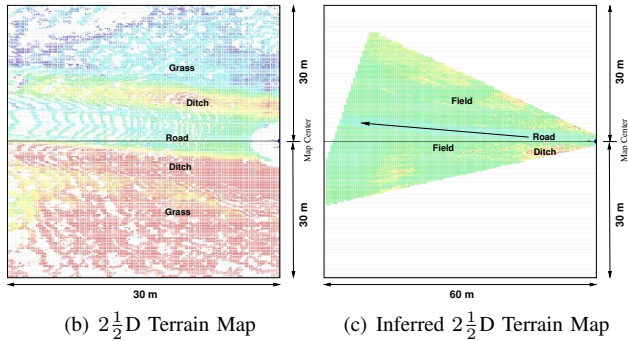 Grass
Ditch
Road
Ditch
Grass
30 m
Map Center
30 m
30 m
(b) 2½D Terrain Map
Field
Road
Field
Ditch
30 m
Map Center
30 m
60 m
(c) Inferred 2½D Terrain Map